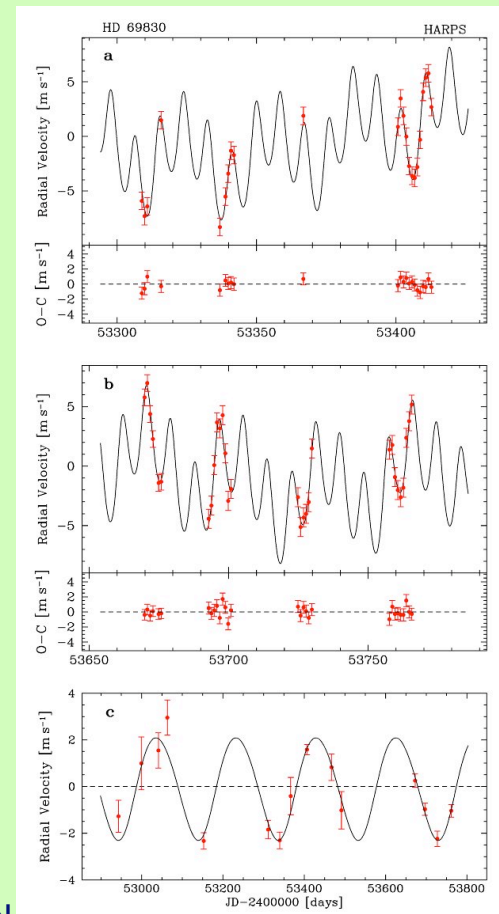 HD 69830 HARPS
a
Radial Velocity [m s⁻¹]
5
0
−5
O−C [m s⁻¹]
4
2
0
−2
−4
53300 53350 53400
b
Radial Velocity [m s⁻¹]
5
0
−5
O−C [m s⁻¹]
4
2
0
−2
−4
53650 53700 53750
c
Radial Velocity [m s⁻¹]
4
2
0
−2
−4
53000 53200 53400 53600 53800
JD−2400000 [days]